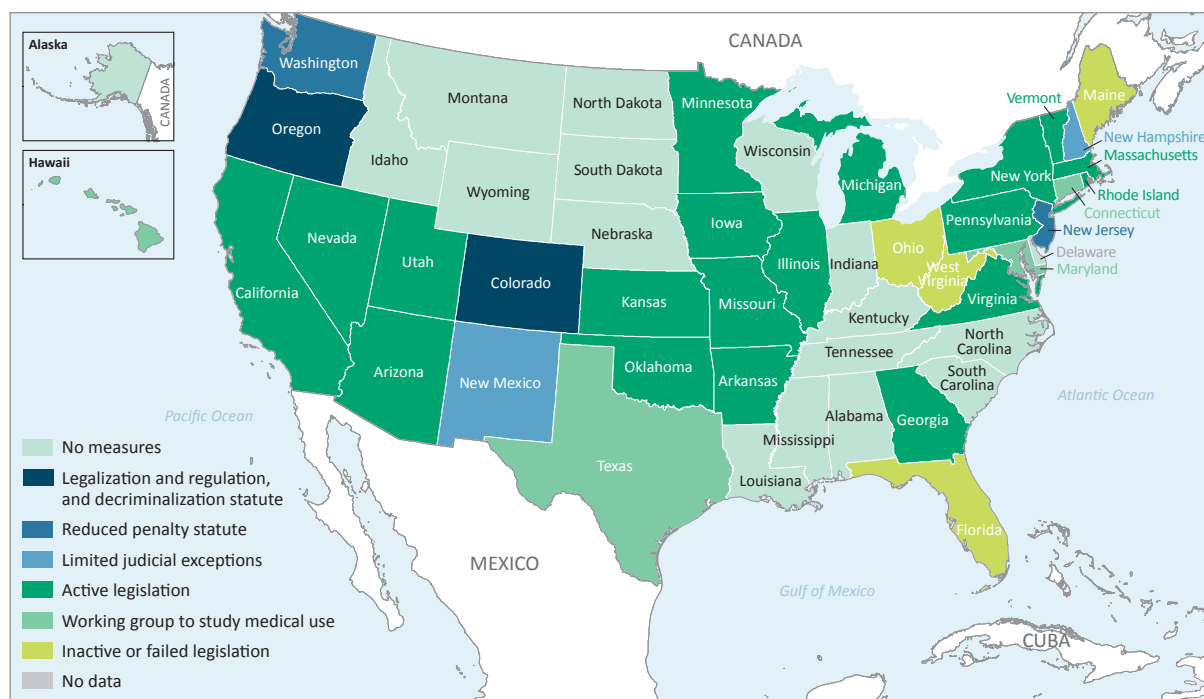 Alaska
CANADA
Hawaii
CANADA
MEXICO
CUBA
Pacific Ocean
Atlantic Ocean
Gulf of Mexico
Washington
Oregon
California
Nevada
Idaho
Montana
Wyoming
Utah
Colorado
Arizona
New Mexico
North Dakota
South Dakota
Nebraska
Kansas
Oklahoma
Texas
Minnesota
Iowa
Missouri
Arkansas
Louisiana
Wisconsin
Illinois
Michigan
Indiana
Ohio
Kentucky
Tennessee
Mississippi
Alabama
Georgia
Florida
South
Carolina
North
Carolina
Virginia
West
Virginia
Pennsylvania
New York
Vermont
Maine
New Hampshire
Massachusetts
Rhode Island
Connecticut
New Jersey
Delaware
Maryland
No measures
Legalization and regulation,
and decriminalization statute
Reduced penalty statute
Limited judicial exceptions
Active legislation
Working group to study medical use
Inactive or failed legislation
No data